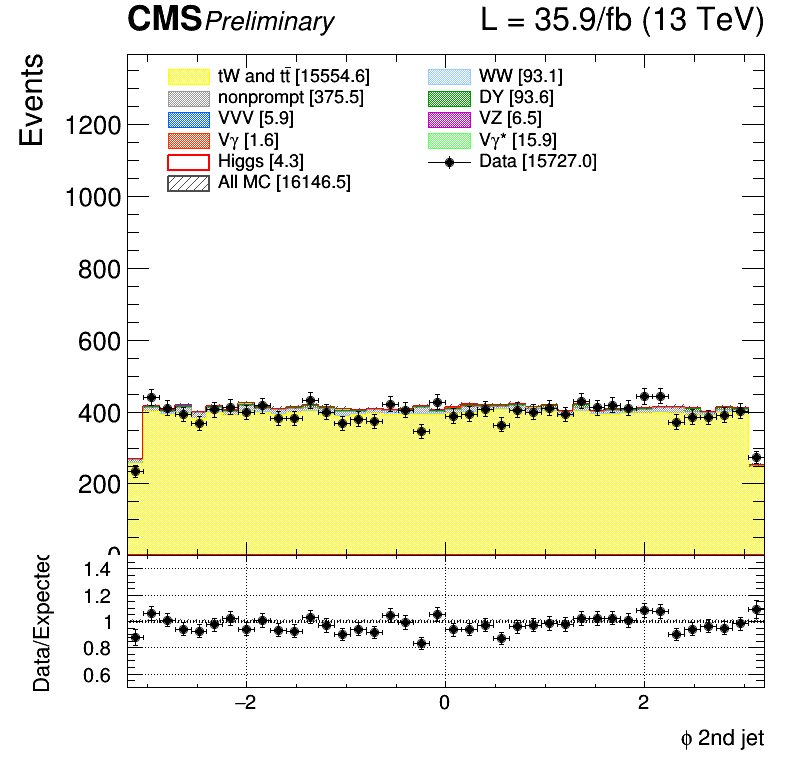 CMS Preliminary L = 35.9/fb (13 TeV)
Events
tW and tt̄ [15554.6] WW [93.1]
nonprompt [375.5] DY [93.6]
VVV [5.9] VZ [6.5]
Vγ [1.6] Vγ* [15.9]
Higgs [4.3] Data [15727.0]
All MC [16146.5]
1200
1000
800
600
400
200
0
Data/Expected
1.4
1.2
1
0.8
0.6
−2 0 2
ϕ 2nd jet